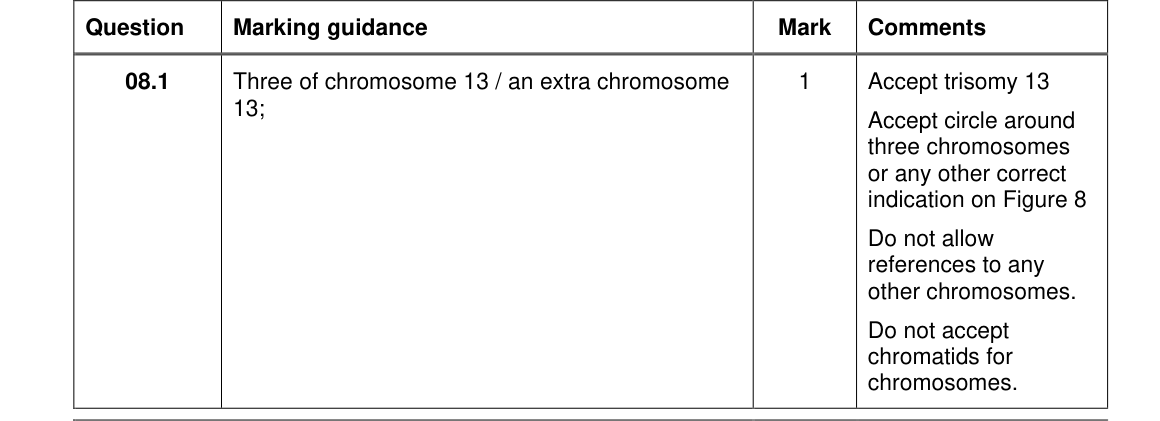 Question Marking guidance Mark Comments
08.1 Three of chromosome 13 / an extra chromosome 1 Accept trisomy 13
13;
Accept circle around
three chromosomes
or any other correct
indication on Figure 8
Do not allow
references to any
other chromosomes.
Do not accept
chromatids for
chromosomes.